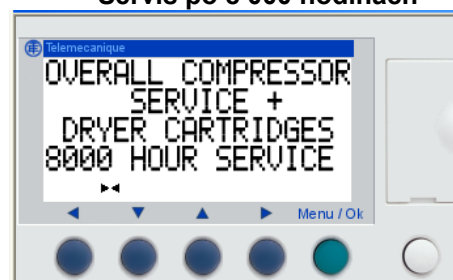 Servis po 8 000 hodinách
Telemecanique
OVERALL COMPRESSOR
SERVICE +
DRYER CARTRIDGES
8000 HOUR SERVICE
Menu / Ok